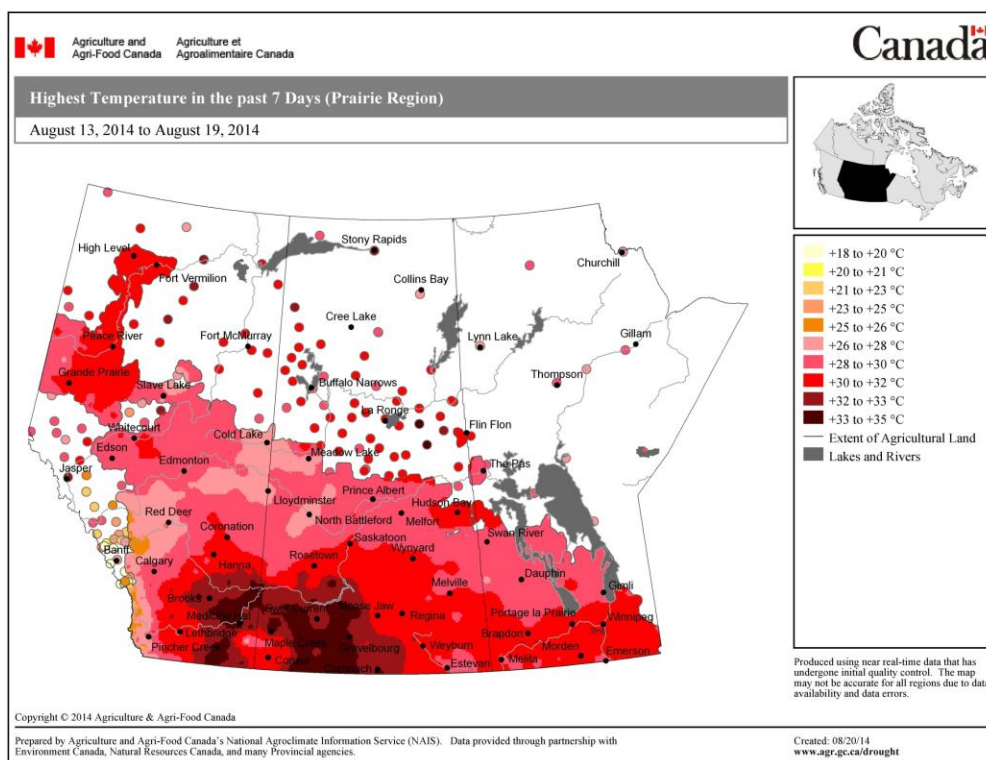 Agriculture and
Agri-Food Canada
Agriculture et
Agroalimentaire Canada
Canada
Highest Temperature in the past 7 Days (Prairie Region)
August 13, 2014 to August 19, 2014
High Level
Fort Vermilion
Stony Rapids
Churchill
Collins Bay
Cree Lake
Peace River
Fort McMurray
Lynn Lake
Gillam
Grande Prairie
Slave Lake
Buffalo Narrows
Thompson
La Ronge
Whitecourt
Flin Flon
Edson
Cold Lake
Meadow Lake
Jasper
Edmonton
The Pas
Lloydminster
Prince Albert
Hudson Bay
Red Deer
North Battleford
Melfort
Coronation
Saskatoon
Swan River
Banff
Calgary
Hanna
Rosetown
Wynyard
Dauphin
Melville
Gimli
Brooks
Swift Current
Moose Jaw
Medicine Hat
Regina
Portage la Prairie
Winnipeg
Lethbridge
Maple Creek
Brandon
Pincher Creek
Gravelbourg
Weyburn
Morden
Consul
Coronach
Estevan
Melita
Emerson
+18 to +20 °C
+20 to +21 °C
+21 to +23 °C
+23 to +25 °C
+25 to +26 °C
+26 to +28 °C
+28 to +30 °C
+30 to +32 °C
+32 to +33 °C
+33 to +35 °C
Extent of Agricultural Land
Lakes and Rivers
Produced using near real-time data that has
undergone initial quality control. The map
may not be accurate for all regions due to data
availability and data errors.
Copyright © 2014 Agriculture & Agri-Food Canada
Prepared by Agriculture and Agri-Food Canada's National Agroclimate Information Service (NAIS). Data provided through partnership with
Environment Canada, Natural Resources Canada, and many Provincial agencies.
Created: 08/20/14
www.agr.gc.ca/drought